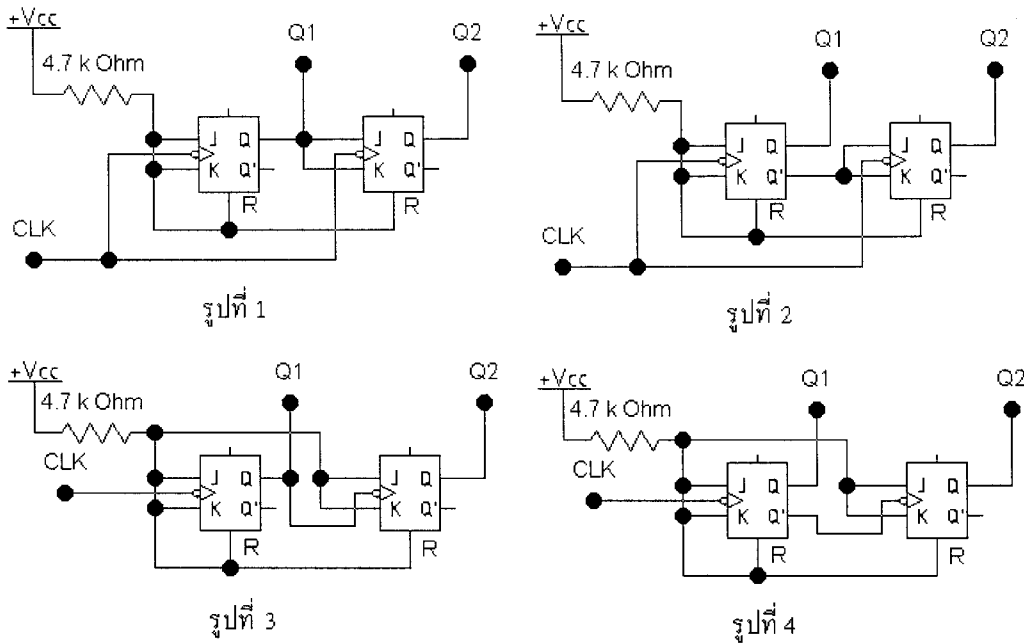 +Vcc
4.7 k Ohm
Q1
Q2
J Q
K Q'
R
J Q
K Q'
R
CLK
รูปที่ 1
+Vcc
4.7 k Ohm
Q1
Q2
J Q
K Q'
R
J Q
K Q'
R
CLK
รูปที่ 2
+Vcc
4.7 k Ohm
Q1
Q2
CLK
J Q
K Q'
R
J Q
K Q'
R
รูปที่ 3
+Vcc
4.7 k Ohm
Q1
Q2
CLK
J Q
K Q'
R
J Q
K Q'
R
รูปที่ 4